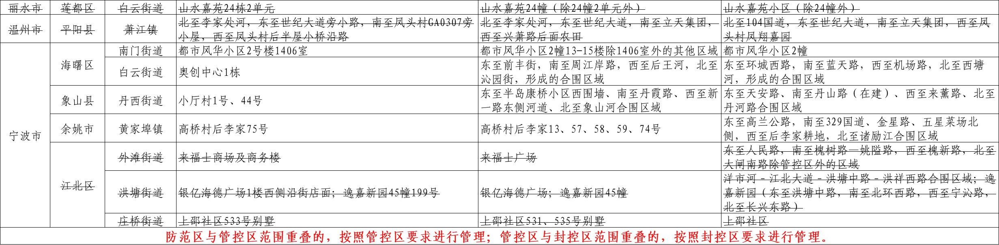 丽水市 莲都区 白云街道 山水嘉苑24栋2单元 山水嘉苑24幢（除24幢2单元外） 山水嘉苑小区（除24幢外）
温州市 平阳县 萧江镇
北至李家处河，东至世纪大道旁小路，南至凤头村GA0307旁
小屋，西至凤头村后半屋小桥沿路
北至李家处河，东至世纪大道，南至立天集团，
西至兴萧路后面农田
北至104国道，东至世纪大道，南至立天集团，西至凤
头村凤翔嘉园
宁波市
海曙区
南门街道 都市风华小区2号楼1406室 都市风华小区2幢13-15楼除1406室外的其他区域 都市风华小区2幢
白云街道 奥创中心1栋
东至前丰街，南至周江岸路，西至后王河，北至
沁园街，形成的合围区域
东至环城西路，南至蓝天路，西至机场路，北至西塘
河，形成的合围区域
象山县 丹西街道 小厅村1号、44号
东至半岛康桥小区西围墙、南至丹霞路、西至新
一路东侧河道、北至象山河合围区域
东至天安路、南至丹山路（在建）、西至来薰路、北至
丹河路合围区域
余姚市 黄家埠镇 高桥村后李家75号 高桥村后李家13、57、58、59、74号
东至高兰公路，南至329国道、金星路、五星菜场北
侧，西至后李家耕地，北至诸励江合围区域
江北区
外滩街道 来福士商场及商务楼 来福士广场
东至人民路，南至槐树路—姚隘路，西至槐新路，北至
大闸南路除管控区外的区域
洪塘街道 银亿海德广场1楼西侧沿街店面；逸嘉新园45幢199号 银亿海德广场；逸嘉新园45幢
洋市河－江北大道－洪塘中路－洪祥西路合围区域；逸
嘉新园（东至洪塘中路，南至北环西路，西至宁沁路，
北至长兴东路）
庄桥街道 上邵社区533号别墅 上邵社区531、535号别墅 上邵社区
防范区与管控区范围重叠的，按照管控区要求进行管理；管控区与封控区范围重叠的，按照封控区要求进行管理。